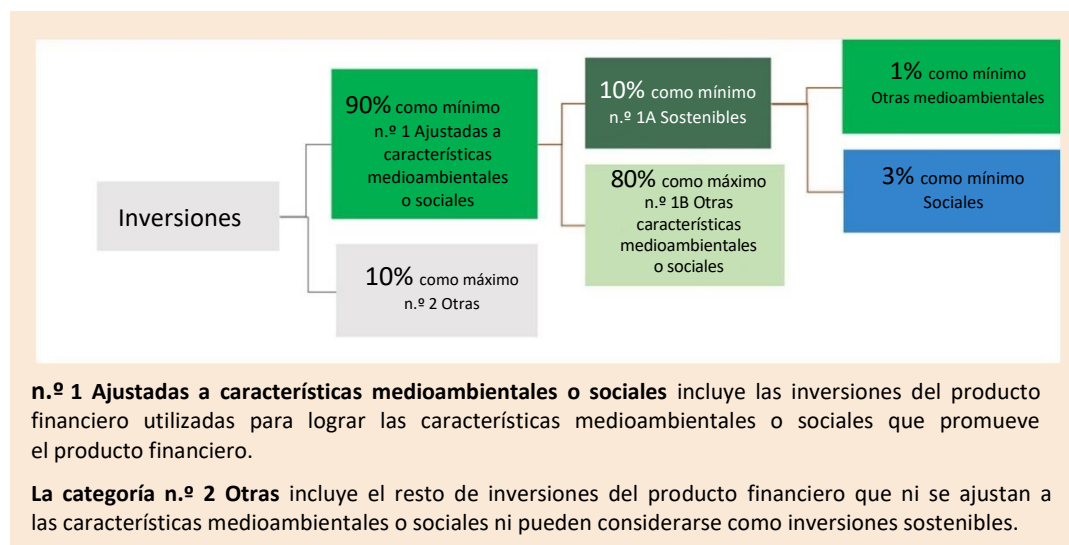 Inversiones
90% como mínimo
n.º 1 Ajustadas a
características
medioambientales
o sociales
10% como máximo
n.º 2 Otras
10% como mínimo
n.º 1A Sostenibles
80% como máximo
n.º 1B Otras
características
medioambientales
o sociales
1% como mínimo
Otras medioambientales
3% como mínimo
Sociales
n.º 1 Ajustadas a características medioambientales o sociales incluye las inversiones del producto
financiero utilizadas para lograr las características medioambientales o sociales que promueve
el producto financiero.
La categoría n.º 2 Otras incluye el resto de inversiones del producto financiero que ni se ajustan a
las características medioambientales o sociales ni pueden considerarse como inversiones sostenibles.